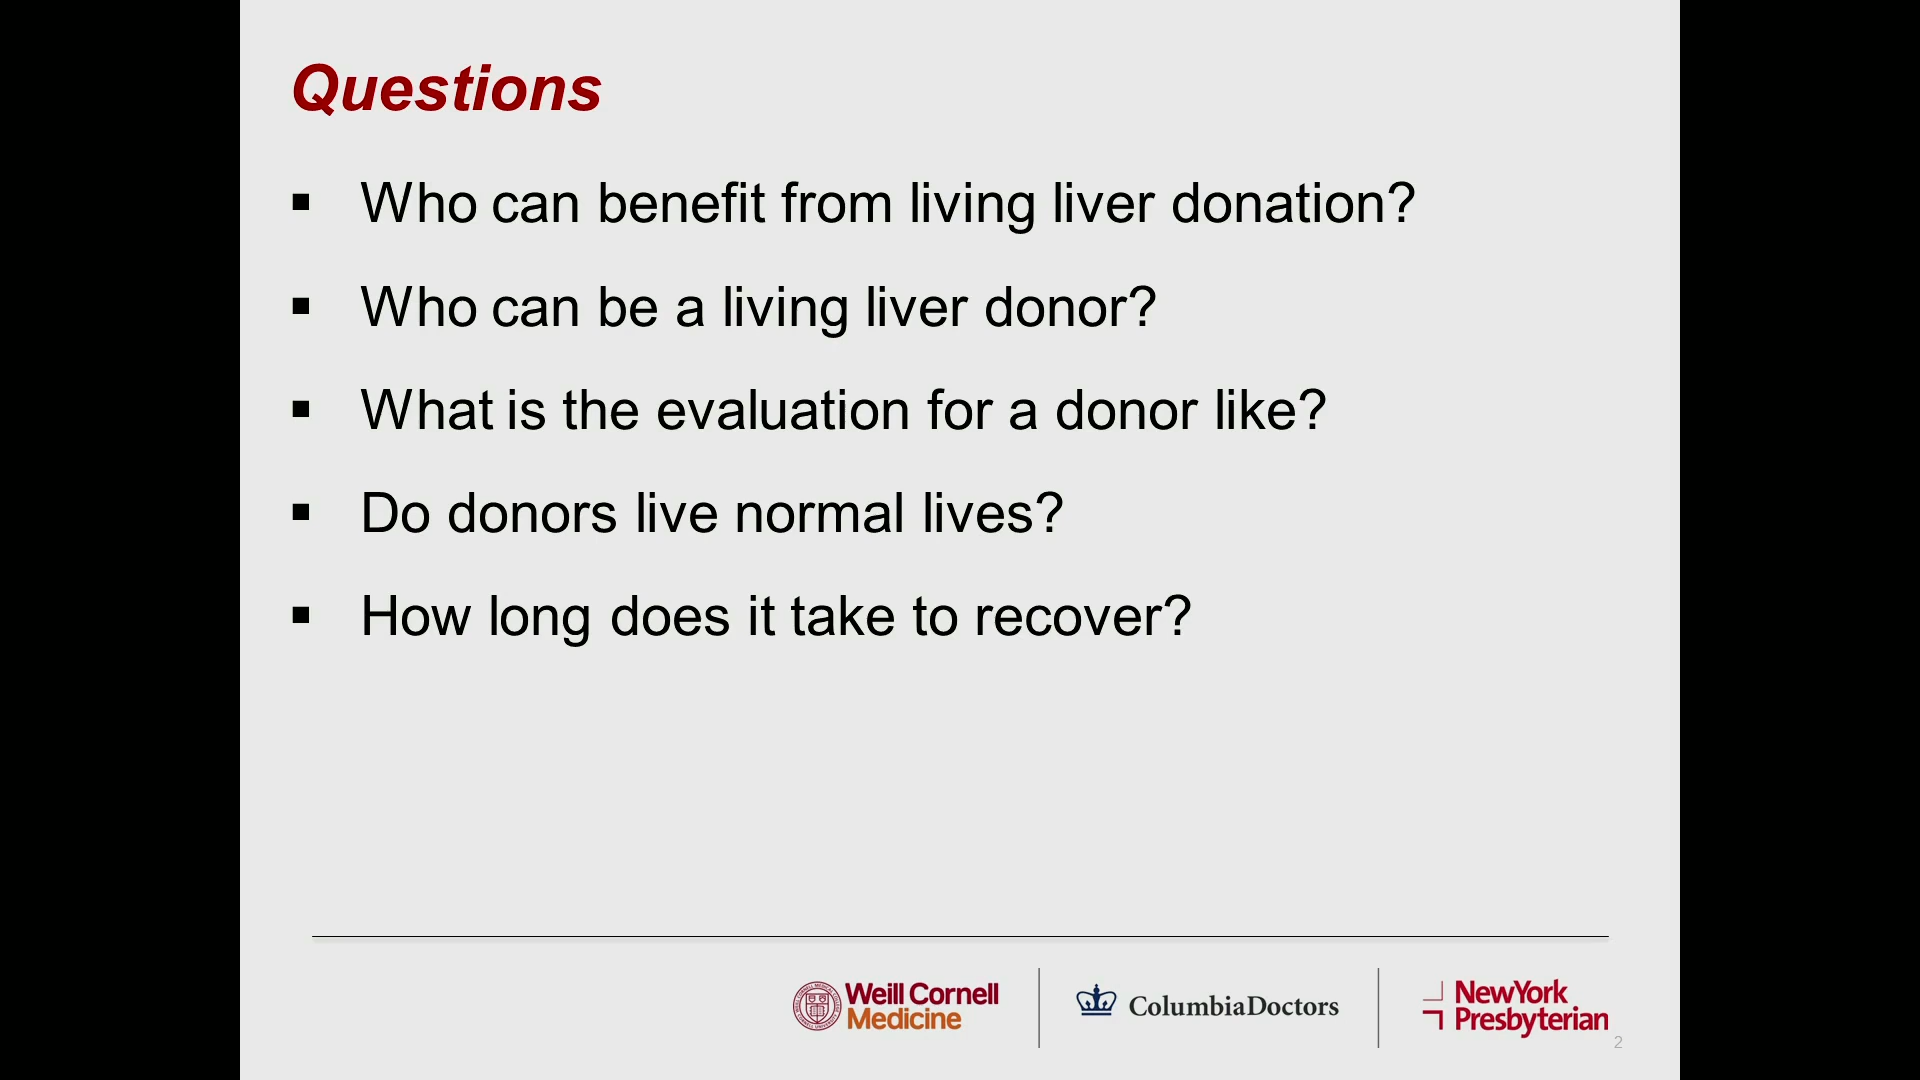 Questions
▪ Who can benefit from living liver donation?
▪ Who can be a living liver donor?
▪ What is the evaluation for a donor like?
▪ Do donors live normal lives?
▪ How long does it take to recover?
Weill Cornell
Medicine
ColumbiaDoctors
NewYork
Presbyterian
2